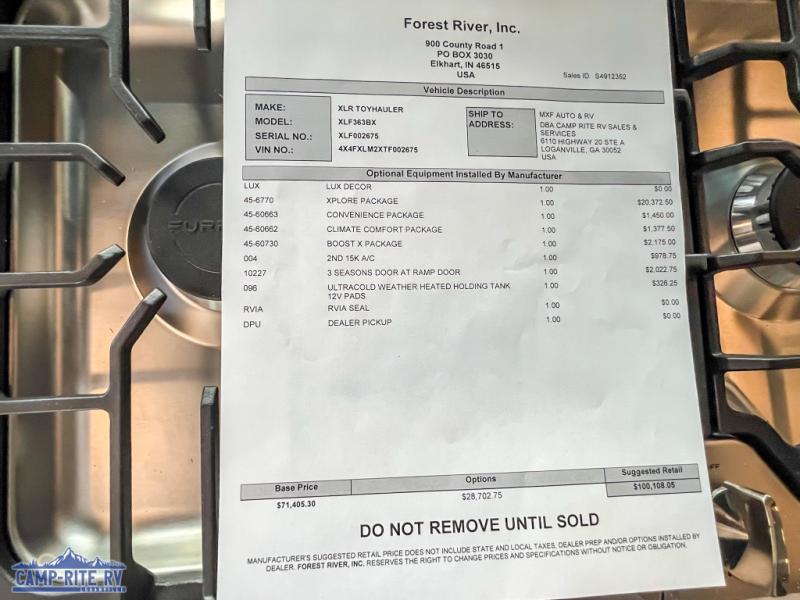 Forest River, Inc.
900 County Road 1
PO BOX 3030
Elkhart, IN 46515
USA
Sales ID S4912352
Vehicle Description
MAKE: XLR TOYHAULER
MODEL: XLF363BX
SERIAL NO.: XLF002675
VIN NO.: 4X4FXLM2XTF002675
SHIP TO
ADDRESS:
MXF AUTO & RV
DBA CAMP RITE RV SALES &
SERVICES
6110 HIGHWAY 20 STE A
LOGANVILLE, GA 30052
USA
Optional Equipment Installed By Manufacturer
LUX LUX DECOR 1.00 $0.00
45-6770 XPLORE PACKAGE 1.00 $20,372.50
45-60663 CONVENIENCE PACKAGE 1.00 $1,450.00
45-60662 CLIMATE COMFORT PACKAGE 1.00 $1,377.50
45-60730 BOOST X PACKAGE 1.00 $2,175.00
004 2ND 15K A/C 1.00 $978.75
10227 3 SEASONS DOOR AT RAMP DOOR 1.00 $2,022.75
096 ULTRACOLD WEATHER HEATED HOLDING TANK 1.00 $326.25
12V PADS
RVIA RVIA SEAL 1.00 $0.00
DPU DEALER PICKUP 1.00 $0.00
Base Price Options Suggested Retail
$71,405.30 $28,702.75 $100,108.05
DO NOT REMOVE UNTIL SOLD
MANUFACTURER'S SUGGESTED RETAIL PRICE DOES NOT INCLUDE STATE AND LOCAL TAXES, DEALER PREP AND/OR OPTIONS INSTALLED BY
DEALER. FOREST RIVER, INC. RESERVES THE RIGHT TO CHANGE PRICES AND SPECIFICATIONS WITHOUT NOTICE OR OBLIGATION.
CAMP-RITE RV
LOGANVILLE